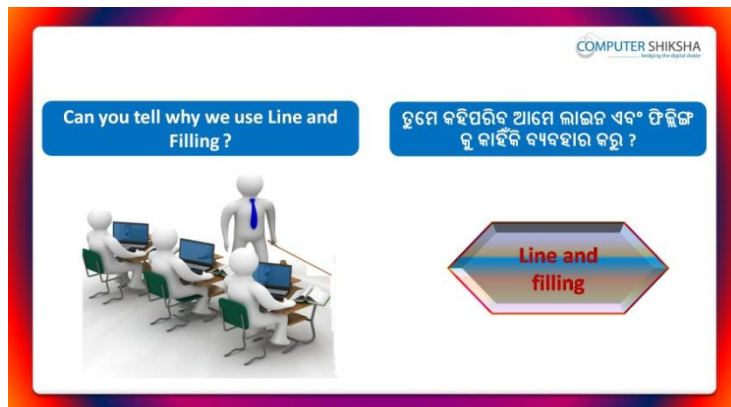 COMPUTER SHIKSHA
bridging the digital divide
Can you tell why we use Line and
Filling ?
ତୁମେ କହିପରିବ ଆମେ ଲାଇନ ଏବଂ ଫିଲ୍ଲିଙ୍ଗ
କୁ କାହିଁକି ବ୍ୟବହାର କରୁ ?
Line and
filling